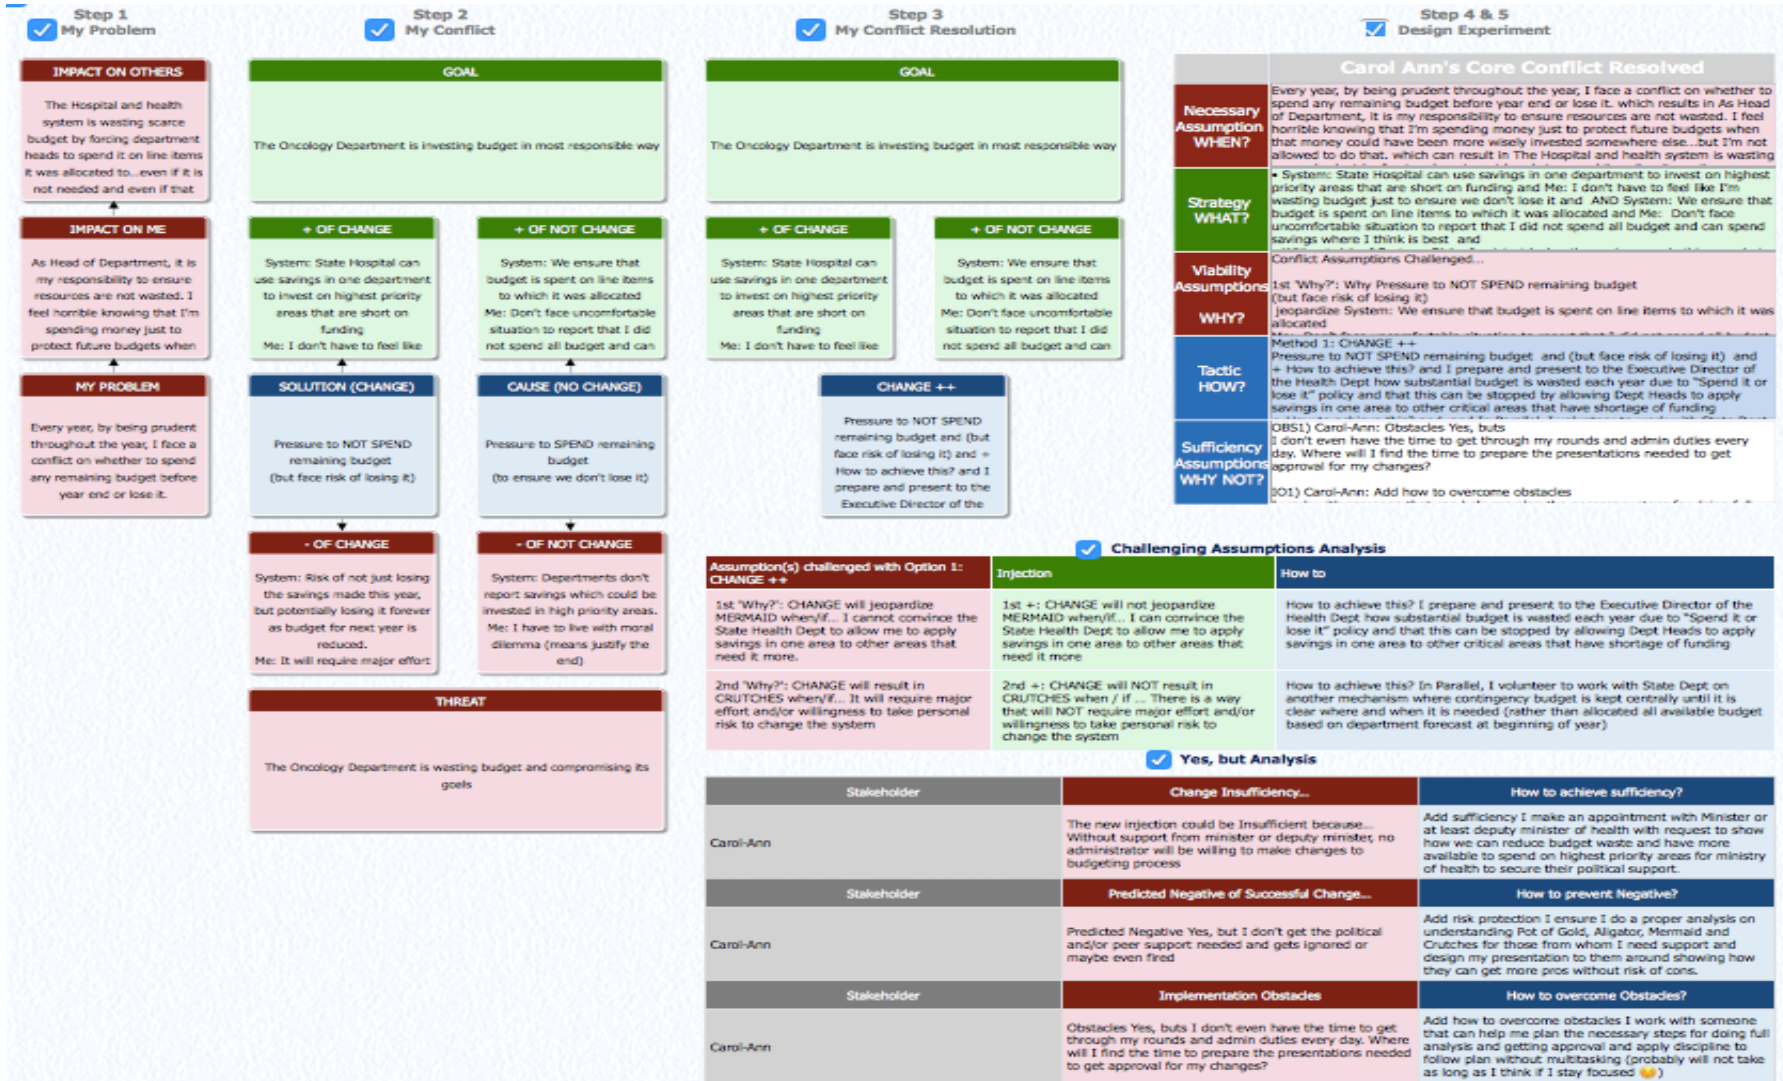 Step 1
My Problem
Step 2
My Conflict
Step 3
My Conflict Resolution
Step 4 & 5
Design Experiment
IMPACT ON OTHERS
The Hospital and health
system is wasting scarce
budget by forcing department
heads to spend it on line items
it was allocated to...even if it is
not needed and even if that
IMPACT ON ME
As Head of Department, it is
my responsibility to ensure
resources are not wasted. I
feel horrible knowing that I'm
spending money just to
protect future budgets when
MY PROBLEM
Every year, by being prudent
throughout the year, I face a
conflict on whether to spend
any remaining budget before
year end or lose it.
GOAL
The Oncology Department is investing budget in most responsible way
+ OF CHANGE
System: State Hospital can
use savings in one department
to invest on highest priority
areas that are short on
funding
Me: I don't have to feel like
+ OF NOT CHANGE
System: We ensure that
budget is spent on line items
to which it was allocated
Me: Don't face uncomfortable
situation to report that I did
not spend all budget and can
SOLUTION (CHANGE)
Pressure to NOT SPEND
remaining budget
(but face risk of losing it)
CAUSE (NO CHANGE)
Pressure to SPEND remaining
budget
(to ensure we don't lose it)
- OF CHANGE
System: Risk of not just losing
the savings made this year,
but potentially losing it forever
as budget for next year is
reduced.
Me: It will require major effort
- OF NOT CHANGE
System: Departments don't
report savings which could be
invested in high priority areas.
Me: I have to live with moral
dilemma (means justify the
end)
THREAT
The Oncology Department is wasting budget and compromising its
goals
GOAL
The Oncology Department is investing budget in most responsible way
+ OF CHANGE
System: State Hospital can
use savings in one department
to invest on highest priority
areas that are short on
funding
Me: I don't have to feel like
+ OF NOT CHANGE
System: We ensure that
budget is spent on line items
to which it was allocated
Me: Don't face uncomfortable
situation to report that I did
not spend all budget and can
CHANGE ++
Pressure to NOT SPEND
remaining budget and (but
face risk of losing it) and +
How to achieve this? and I
prepare and present to the
Executive Director of the
Carol Ann's Core Conflict Resolved
Necessary
Assumption
WHEN?
Every year, by being prudent throughout the year, I face a conflict on whether to
spend any remaining budget before year end or lose it. which results in As Head
of Department, it is my responsibility to ensure resources are not wasted. I feel
horrible knowing that I'm spending money just to protect future budgets when
that money could have been more wisely invested somewhere else...but I'm not
allowed to do that. which can result in The Hospital and health system is wasting
Strategy
WHAT?
• System: State Hospital can use savings in one department to invest on highest
priority areas that are short on funding and Me: I don't have to feel like I'm
wasting budget just to ensure we don't lose it and AND System: We ensure that
budget is spent on line items to which it was allocated and Me: Don't face
uncomfortable situation to report that I did not spend all budget and can spend
savings where I think is best and
Viability
Assumptions
WHY?
Conflict Assumptions Challenged...
1st 'Why?': Why Pressure to NOT SPEND remaining budget
(but face risk of losing it)
jeopardize System: We ensure that budget is spent on line items to which it was
allocated
Tactic
HOW?
Method 1: CHANGE ++
Pressure to NOT SPEND remaining budget and (but face risk of losing it) and
+ How to achieve this? and I prepare and present to the Executive Director of
the Health Dept how substantial budget is wasted each year due to "Spend it or
lose it" policy and that this can be stopped by allowing Dept Heads to apply
savings in one area to other critical areas that have shortage of funding
Sufficiency
Assumptions
WHY NOT?
OBS1) Carol-Ann: Obstacles Yes, buts
I don't even have the time to get through my rounds and admin duties every
day. Where will I find the time to prepare the presentations needed to get
approval for my changes?
IO1) Carol-Ann: Add how to overcome obstacles
Challenging Assumptions Analysis
Assumption(s) challenged with Option 1:
CHANGE ++
Injection
How to
1st 'Why?': CHANGE will jeopardize
MERMAID when/if... I cannot convince the
State Health Dept to allow me to apply
savings in one area to other areas that
need it more.
1st +: CHANGE will not jeopardize
MERMAID when/if... I can convince the
State Health Dept to allow me to apply
savings in one area to other areas that
need it more
How to achieve this? I prepare and present to the Executive Director of the
Health Dept how substantial budget is wasted each year due to "Spend it or
lose it" policy and that this can be stopped by allowing Dept Heads to apply
savings in one area to other critical areas that have shortage of funding
2nd 'Why?': CHANGE will result in
CRUTCHES when/if... It will require major
effort and/or willingness to take personal
risk to change the system
2nd +: CHANGE will NOT result in
CRUTCHES when / if ... There is a way
that will NOT require major effort and/or
willingness to take personal risk to
change the system
How to achieve this? In Parallel, I volunteer to work with State Dept on
another mechanism where contingency budget is kept centrally until it is
clear where and when it is needed (rather than allocated all available budget
based on department forecast at beginning of year)
Yes, but Analysis
Stakeholder
Change Insufficiency...
How to achieve sufficiency?
Carol-Ann
The new injection could be Insufficient because...
Without support from minister or deputy minister, no
administrator will be willing to make changes to
budgeting process
Add sufficiency I make an appointment with Minister or
at least deputy minister of health with request to show
how we can reduce budget waste and have more
available to spend on highest priority areas for ministry
of health to secure their political support.
Stakeholder
Predicted Negative of Successful Change...
How to prevent Negative?
Carol-Ann
Predicted Negative Yes, but I don't get the political
and/or peer support needed and gets ignored or
maybe even fired
Add risk protection I ensure I do a proper analysis on
understanding Pot of Gold, Aligator, Mermaid and
Crutches for those from whom I need support and
design my presentation to them around showing how
they can get more pros without risk of cons.
Stakeholder
Implementation Obstacles
How to overcome Obstacles?
Carol-Ann
Obstacles Yes, buts I don't even have the time to get
through my rounds and admin duties every day. Where
will I find the time to prepare the presentations needed
to get approval for my changes?
Add how to overcome obstacles I work with someone
that can help me plan the necessary steps for doing full
analysis and getting approval and apply discipline to
follow plan without multitasking (probably will not take
as long as I think if I stay focused 😀)